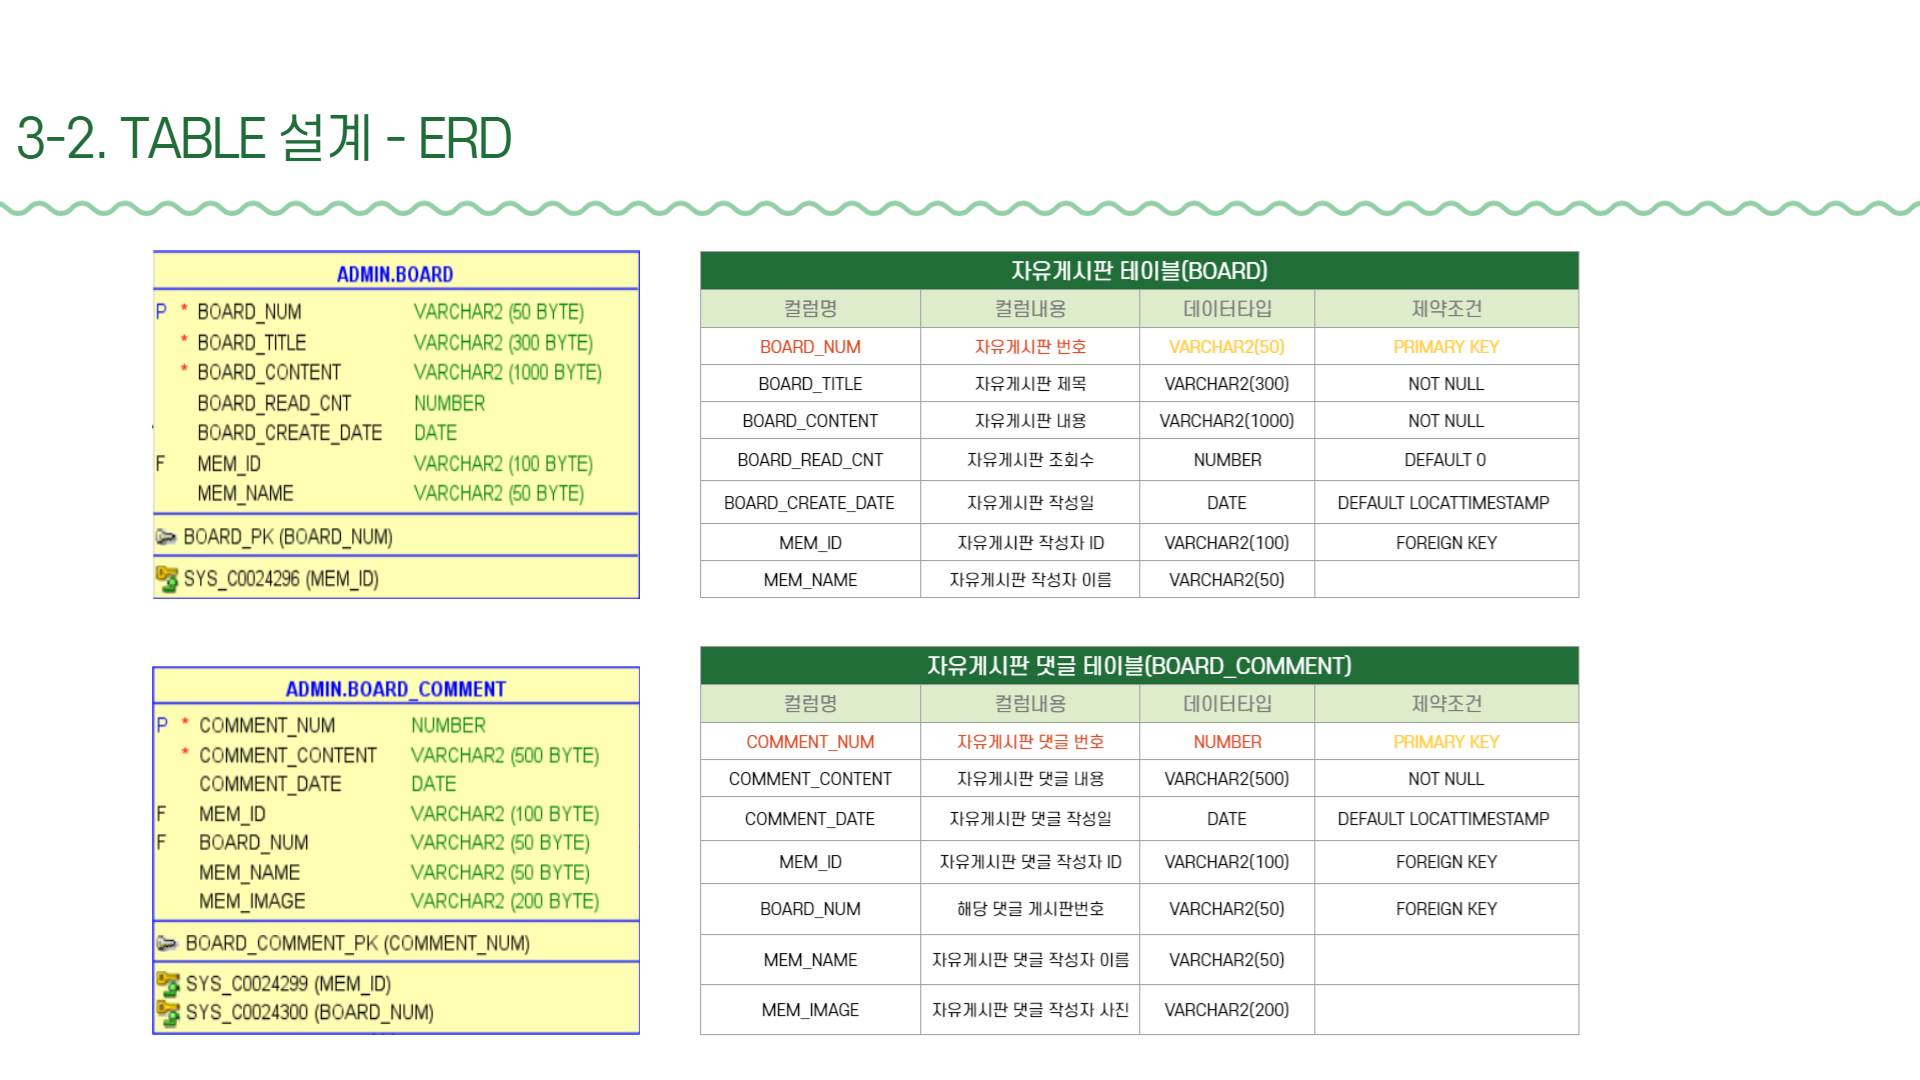 3-2. TABLE 설계 - ERD
ADMIN.BOARD
P * BOARD_NUM VARCHAR2 (50 BYTE)
* BOARD_TITLE VARCHAR2 (300 BYTE)
* BOARD_CONTENT VARCHAR2 (1000 BYTE)
BOARD_READ_CNT NUMBER
BOARD_CREATE_DATE DATE
F MEM_ID VARCHAR2 (100 BYTE)
MEM_NAME VARCHAR2 (50 BYTE)
BOARD_PK (BOARD_NUM)
SYS_C0024296 (MEM_ID)
자유게시판 테이블(BOARD)
컬럼명 컬럼내용 데이터타입 제약조건
BOARD_NUM 자유게시판 번호 VARCHAR2(50) PRIMARY KEY
BOARD_TITLE 자유게시판 제목 VARCHAR2(300) NOT NULL
BOARD_CONTENT 자유게시판 내용 VARCHAR2(1000) NOT NULL
BOARD_READ_CNT 자유게시판 조회수 NUMBER DEFAULT 0
BOARD_CREATE_DATE 자유게시판 작성일 DATE DEFAULT LOCATTIMESTAMP
MEM_ID 자유게시판 작성자 ID VARCHAR2(100) FOREIGN KEY
MEM_NAME 자유게시판 작성자 이름 VARCHAR2(50)
ADMIN.BOARD_COMMENT
P * COMMENT_NUM NUMBER
* COMMENT_CONTENT VARCHAR2 (500 BYTE)
COMMENT_DATE DATE
F MEM_ID VARCHAR2 (100 BYTE)
F BOARD_NUM VARCHAR2 (50 BYTE)
MEM_NAME VARCHAR2 (50 BYTE)
MEM_IMAGE VARCHAR2 (200 BYTE)
BOARD_COMMENT_PK (COMMENT_NUM)
SYS_C0024299 (MEM_ID)
SYS_C0024300 (BOARD_NUM)
자유게시판 댓글 테이블(BOARD_COMMENT)
컬럼명 컬럼내용 데이터타입 제약조건
COMMENT_NUM 자유게시판 댓글 번호 NUMBER PRIMARY KEY
COMMENT_CONTENT 자유게시판 댓글 내용 VARCHAR2(500) NOT NULL
COMMENT_DATE 자유게시판 댓글 작성일 DATE DEFAULT LOCATTIMESTAMP
MEM_ID 자유게시판 댓글 작성자 ID VARCHAR2(100) FOREIGN KEY
BOARD_NUM 해당 댓글 게시판번호 VARCHAR2(50) FOREIGN KEY
MEM_NAME 자유게시판 댓글 작성자 이름 VARCHAR2(50)
MEM_IMAGE 자유게시판 댓글 작성자 사진 VARCHAR2(200)